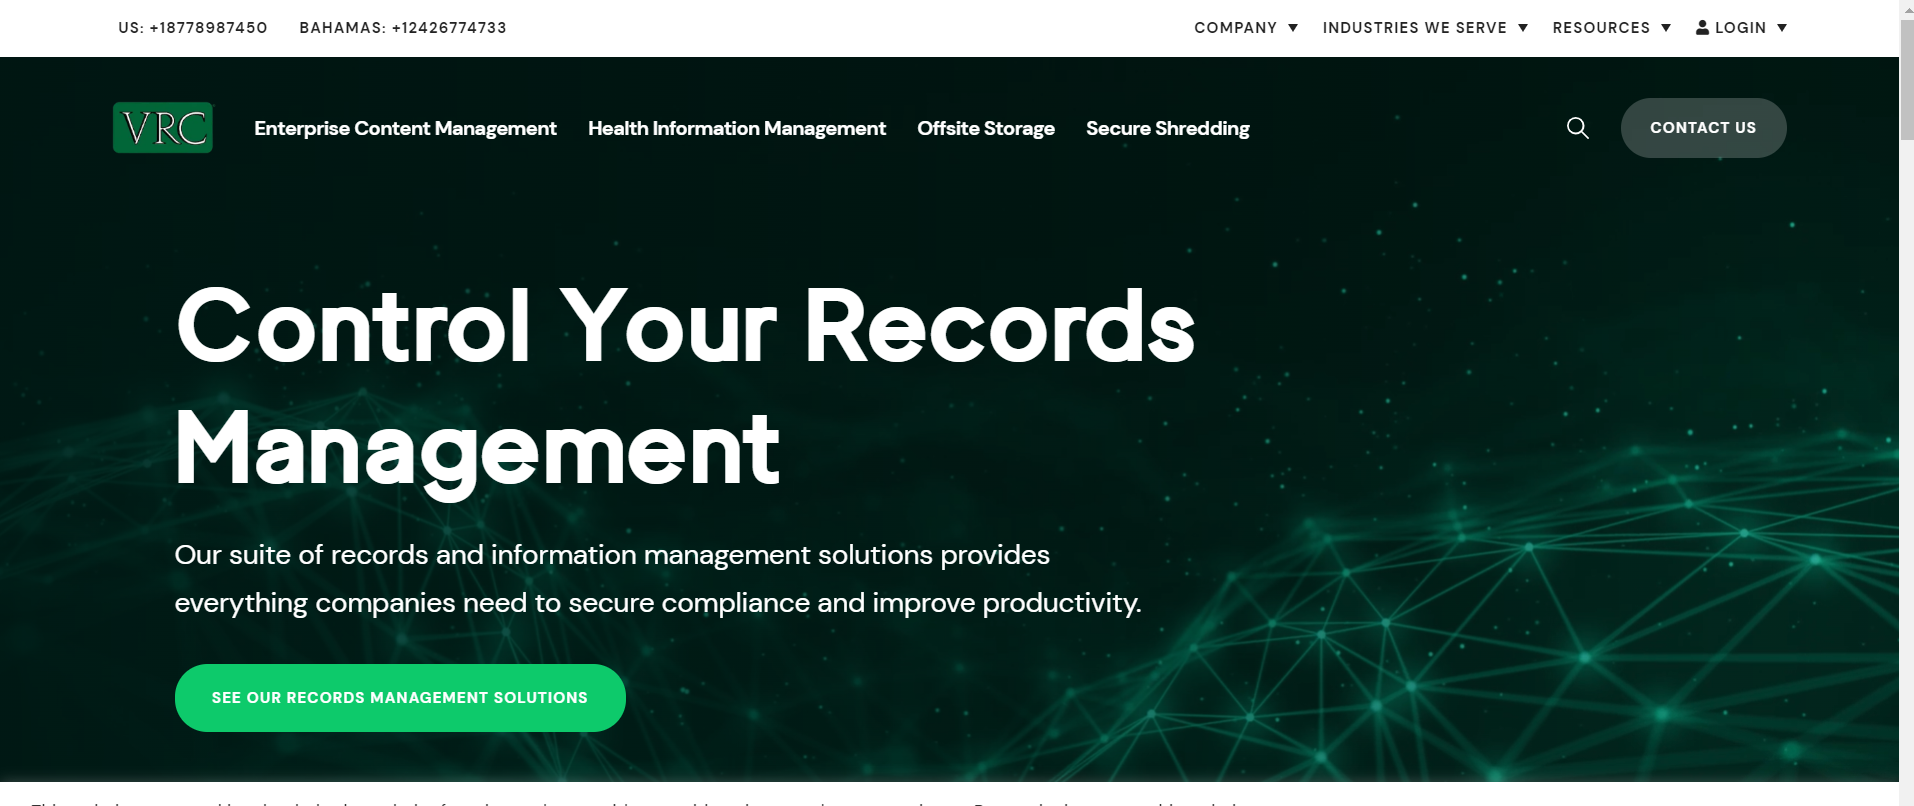 US: +18778987450 BAHAMAS: +12426774733 COMPANY INDUSTRIES WE SERVE RESOURCES LOGIN
VRC Enterprise Content Management Health Information Management Offsite Storage Secure Shredding CONTACT US
Control Your Records
Management
Our suite of records and information management solutions provides
everything companies need to secure compliance and improve productivity.
SEE OUR RECORDS MANAGEMENT SOLUTIONS